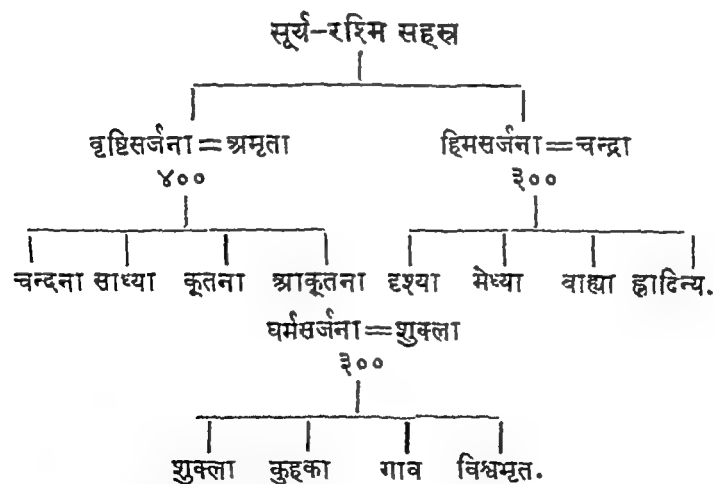 सूर्य-रश्मि सहस्र
वृष्टिसर्जना=अमृता हिमसर्जना=चन्द्रा
४०० ३००
चन्दना साध्या कूतना आकूतना दृश्या मेध्या वाह्या ह्लादिन्य.
घर्मसर्जना=शुक्ला
३००
शुक्ला कुहका गाव विश्वभृत.